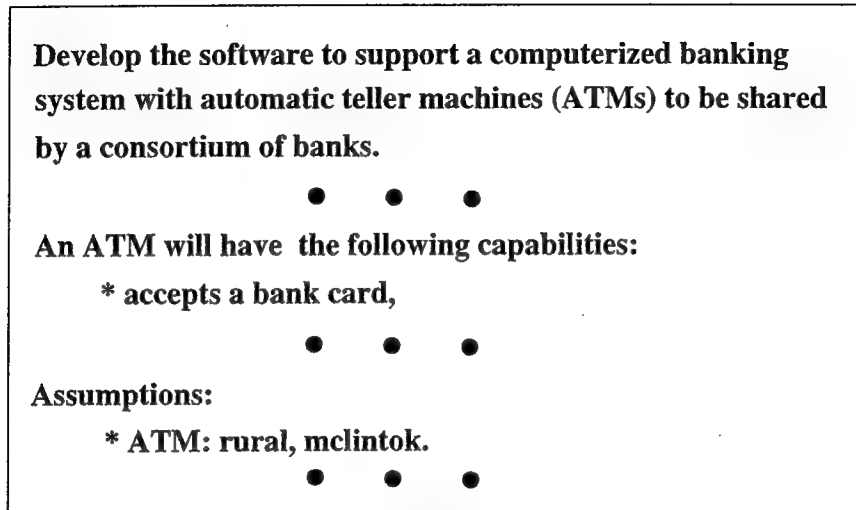 Develop the software to support a computerized banking
system with automatic teller machines (ATMs) to be shared
by a consortium of banks.
● ● ●
An ATM will have the following capabilities:
* accepts a bank card,
● ● ●
Assumptions:
* ATM: rural, mclintok.
● ● ●